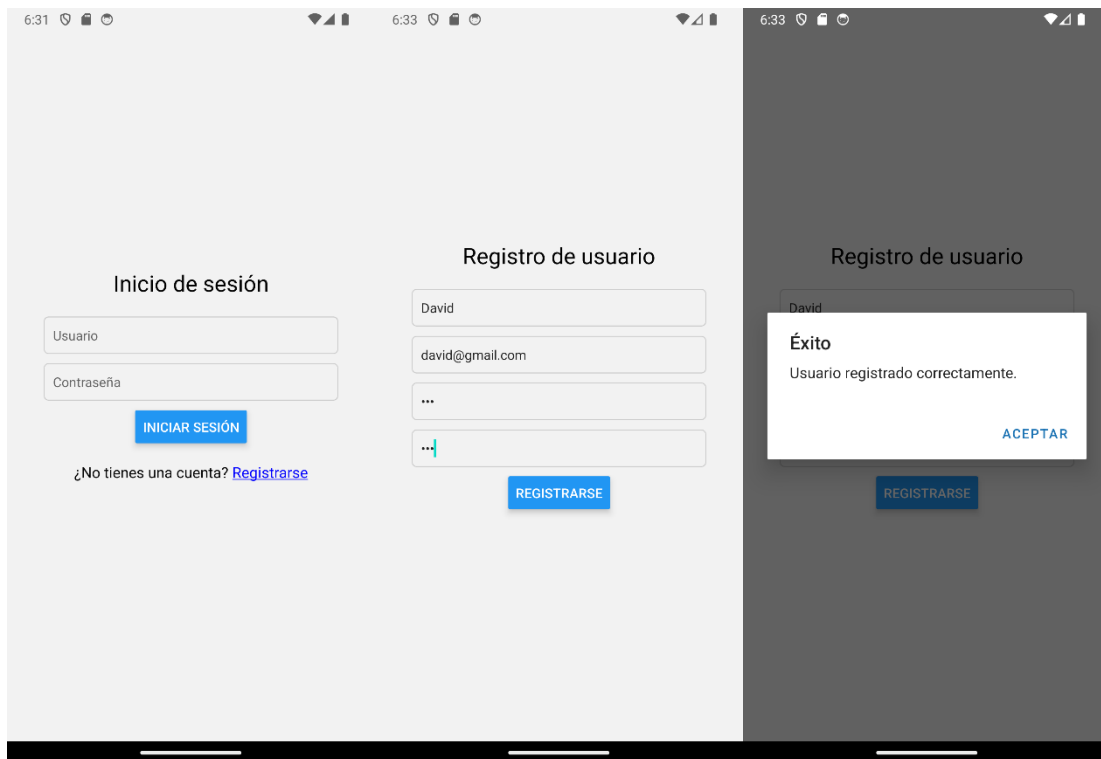 6:31
Inicio de sesión
Usuario
Contraseña
INICIAR SESIÓN
¿No tienes una cuenta? Registrarse
6:33
Registro de usuario
David
david@gmail.com
•••
•••
REGISTRARSE
6:33
Registro de usuario
David
Éxito
Usuario registrado correctamente.
ACEPTAR
REGISTRARSE